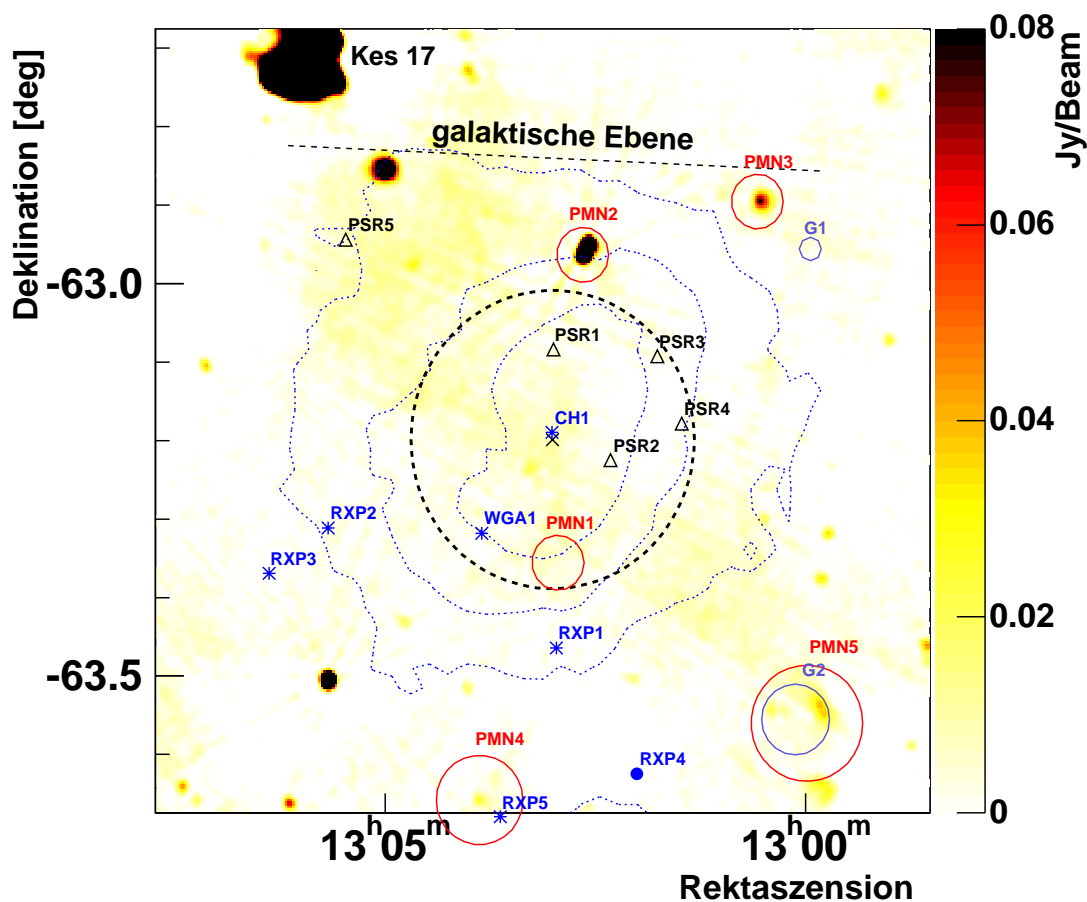 Kes 17
0.08
Deklination [deg]
Jy/Beam
galaktische Ebene
PMN3
PSR5
PMN2
G1
0.06
-63.0
PSR1
PSR3
CH1
PSR4
0.04
PSR2
RXP2
WGA1
PMN1
RXP3
0.02
RXP1
PMN5
-63.5
G2
PMN4
RXP4
RXP5
0
13h05m
13h00m
Rektaszension